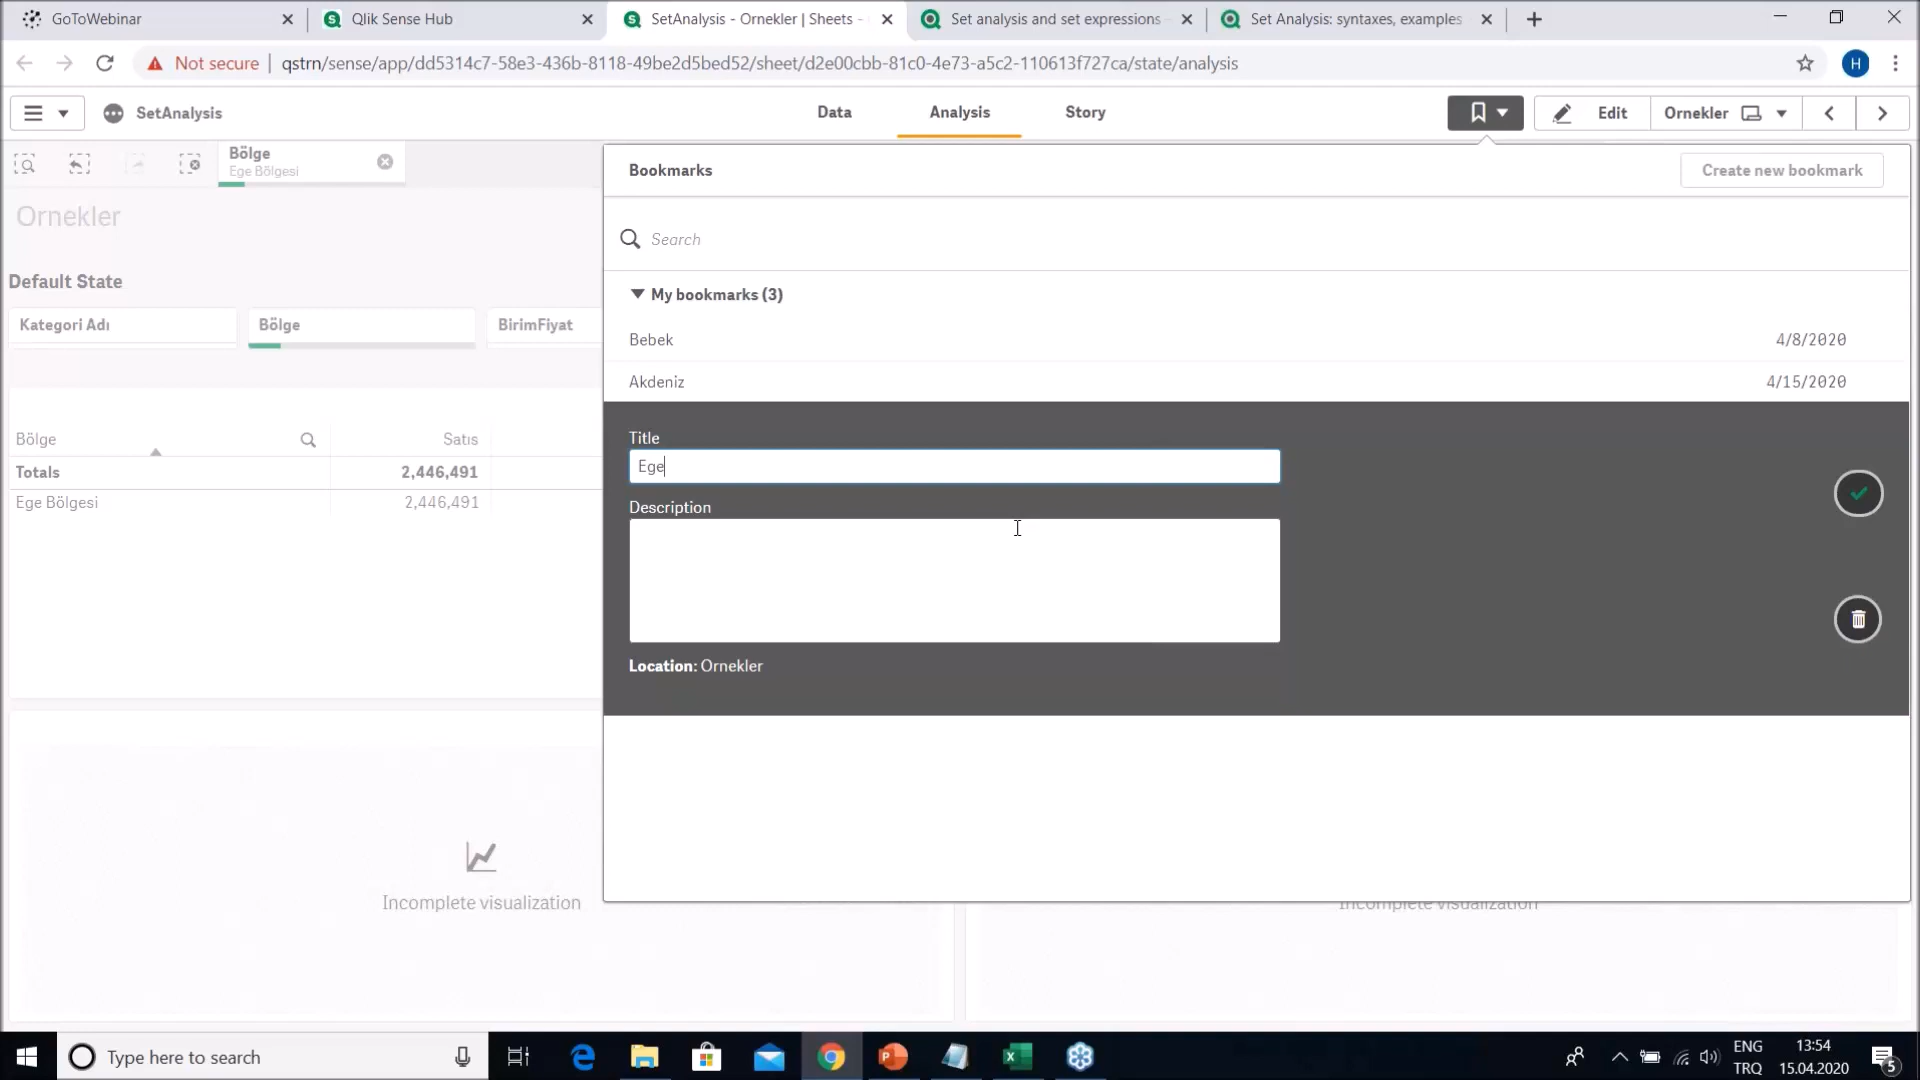 GoToWebinar
Qlik Sense Hub
SetAnalysis - Ornekler | Sheets -
Set analysis and set expressions
Set Analysis: syntaxes, examples
Not secure
qstrn/sense/app/dd5314c7-58e3-436b-8118-49be2d5bed52/sheet/d2e00cbb-81c0-4e73-a5c2-110613f727ca/state/analysis
H
SetAnalysis
Data
Analysis
Story
Edit
Ornekler
Bölge
Ege Bölgesi
Bookmarks
Create new bookmark
Ornekler
Search
Default State
My bookmarks (3)
Kategori Adı
Bölge
BirimFiyat
Bebek
4/8/2020
Akdeniz
4/15/2020
Bölge
Satıs
Title
Totals
2,446,491
Ege
Ege Bölgesi
2,446,491
Description
Location: Ornekler
Incomplete visualization
Incomplete visualization
Type here to search
ENG
TRQ
13:54
15.04.2020
5